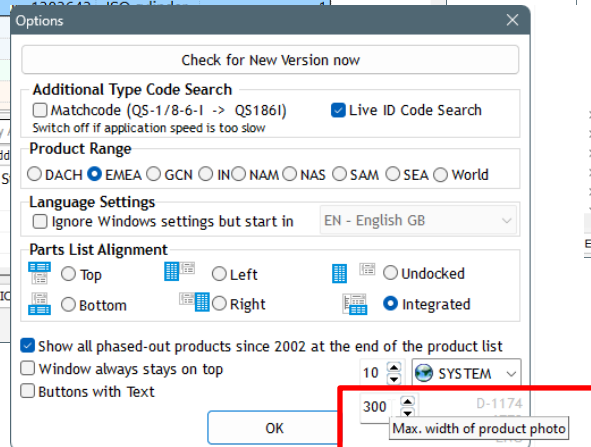 Options
Check for New Version now
Additional Type Code Search
Matchcode (QS-1/8-6-I -> QS186I)
Live ID Code Search
Switch off if application speed is too slow
Product Range
DACH EMEA GCN IN NAM NAS SAM SEA World
Language Settings
Ignore Windows settings but start in
EN - English GB
Parts List Alignment
Top Left Undocked
Bottom Right Integrated
Show all phased-out products since 2002 at the end of the product list
Window always stays on top
10 SYSTEM
Buttons with Text
300 D-1174
OK
Max. width of product photo